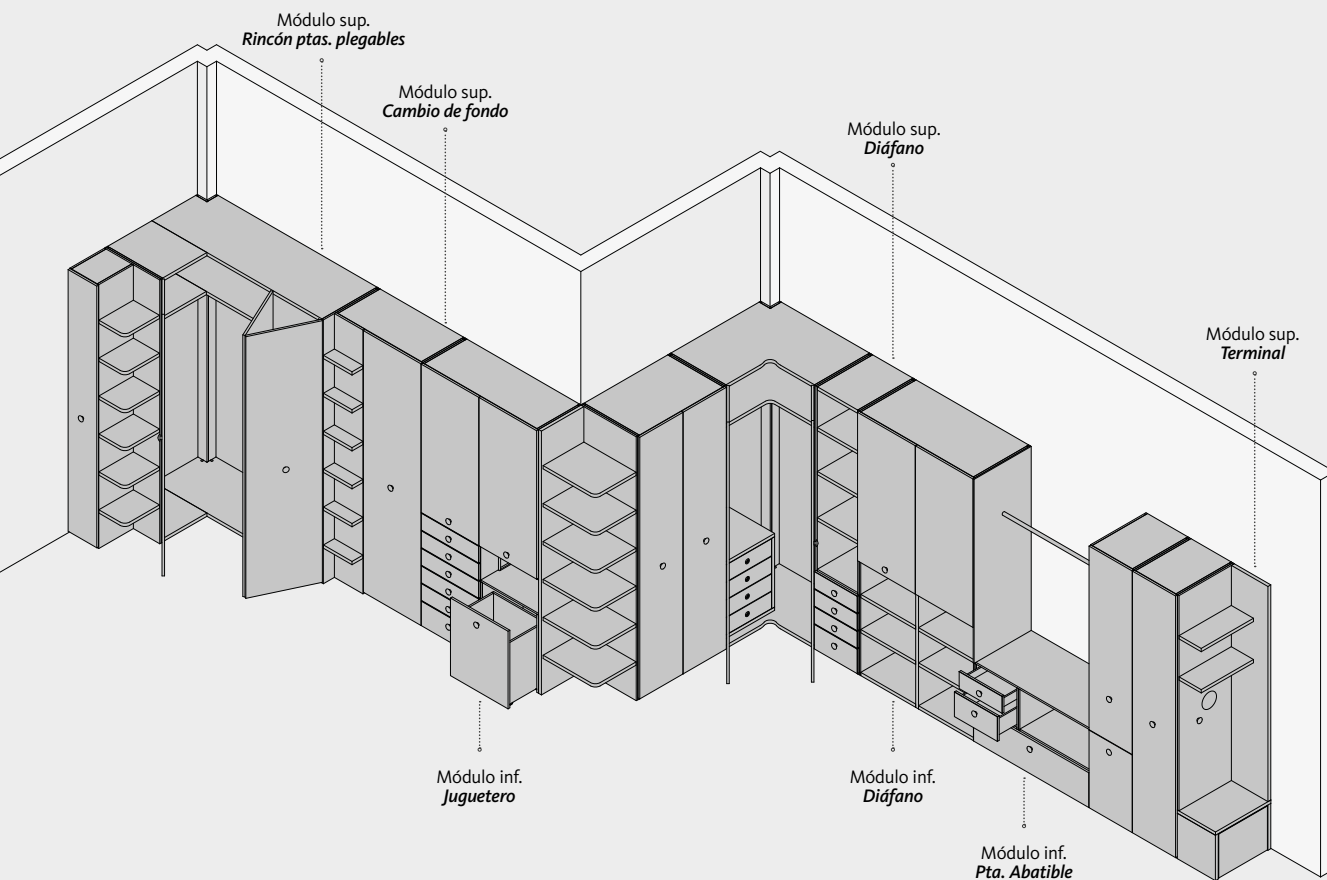 Módulo sup.
Rincón ptas. plegables
Módulo sup.
Cambio de fondo
Módulo sup.
Diáfano
Módulo sup.
Terminal
Módulo inf.
Juguetero
Módulo inf.
Diáfano
Módulo inf.
Pta. Abatible